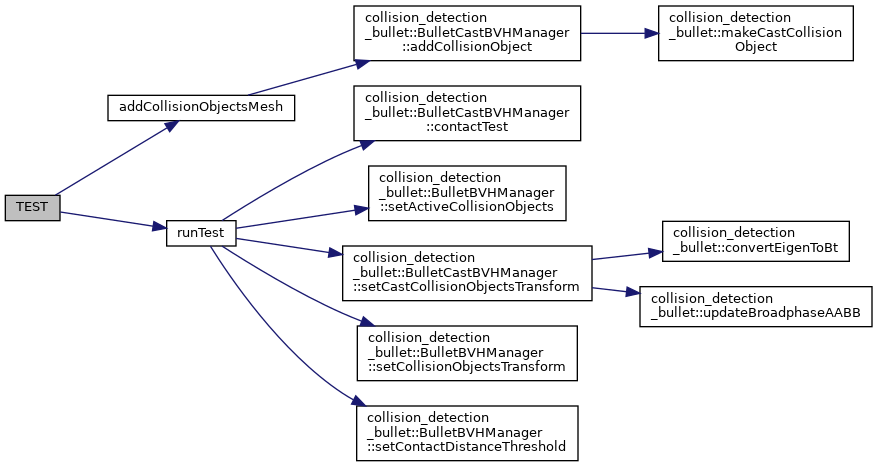 TEST
addCollisionObjectsMesh
collision_detection
_bullet::BulletCastBVHManager
::addCollisionObject
collision_detection
_bullet::makeCastCollision
Object
runTest
collision_detection
_bullet::BulletCastBVHManager
::contactTest
collision_detection
_bullet::BulletBVHManager
::setActiveCollisionObjects
collision_detection
_bullet::BulletCastBVHManager
::setCastCollisionObjectsTransform
collision_detection
_bullet::convertEigenToBt
collision_detection
_bullet::updateBroadphaseAABB
collision_detection
_bullet::BulletBVHManager
::setCollisionObjectsTransform
collision_detection
_bullet::BulletBVHManager
::setContactDistanceThreshold